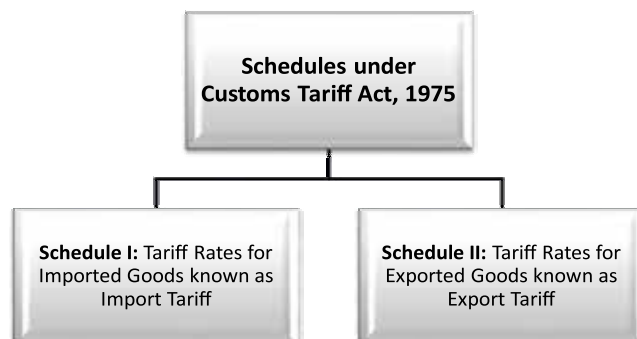 Schedules under
Customs Tariff Act, 1975
Schedule I: Tariff Rates for
Imported Goods known as
Import Tariff
Schedule II: Tariff Rates for
Exported Goods known as
Export Tariff